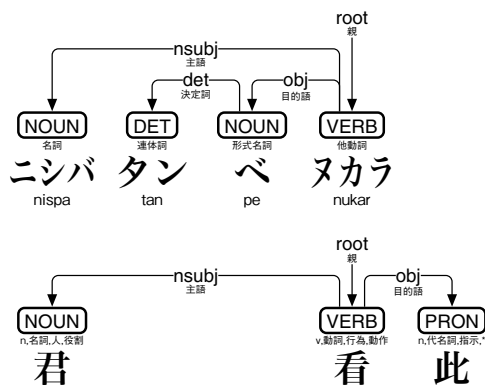 root
親
nsubj
主語
det
決定詞
obj
目的語
NOUN DET NOUN VERB
名詞 連体詞 形式名詞 他動詞
ニシパ タン ペ ヌカラ
nispa tan pe nukar
root
親
nsubj
主語
obj
目的語
NOUN VERB PRON
n,名詞,人,役割 v,動詞,行為,動作 n,代名詞,指示,*
君 看 此